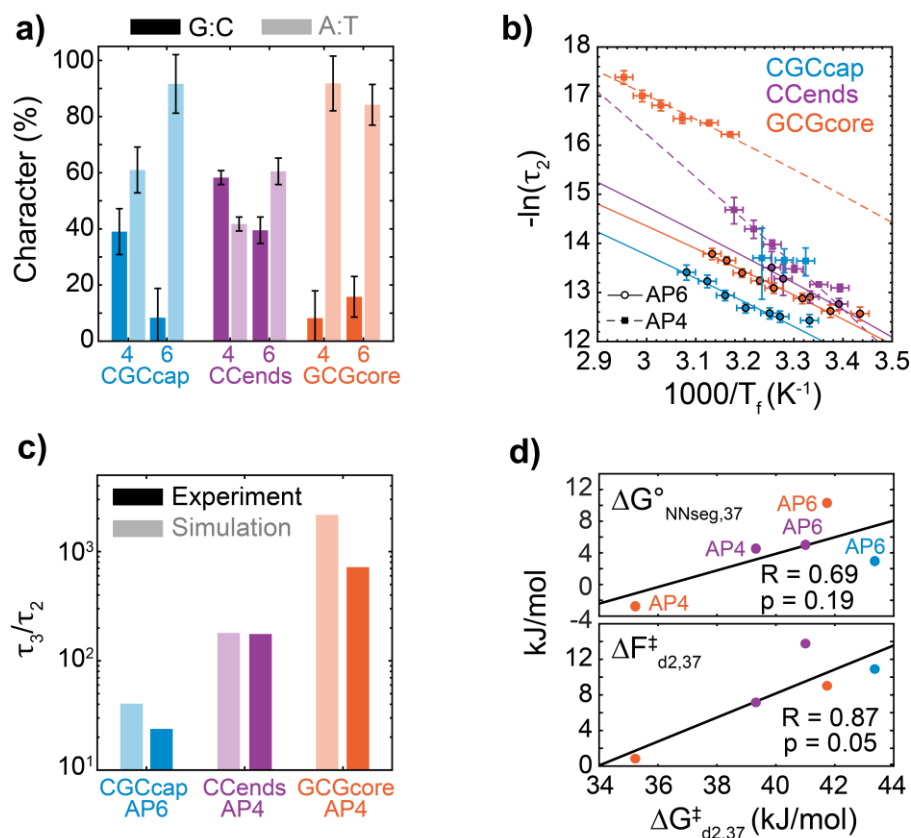 a)
G:C A:T
Character (%)
100
80
60
40
20
0
4 6 4 6 4 6
CGCcap CCends GCGcore
b)
-ln(τ₂)
18
17
16
15
14
13
12
CGCcap
CCends
GCGcore
AP6
AP4
2.9 3 3.1 3.2 3.3 3.4 3.5
1000/T_f (K⁻¹)
c)
τ₃/τ₂
Experiment
Simulation
10³
10²
10¹
CGCcap CCends GCGcore
AP6 AP4 AP4
d)
kJ/mol
12
8
4
0
-4
ΔG°NNseg,37
AP6
AP4 AP6
AP6
AP4
R = 0.69
p = 0.19
12
8
4
0
ΔF‡d2,37
R = 0.87
p = 0.05
34 36 38 40 42 44
ΔG‡d2,37 (kJ/mol)